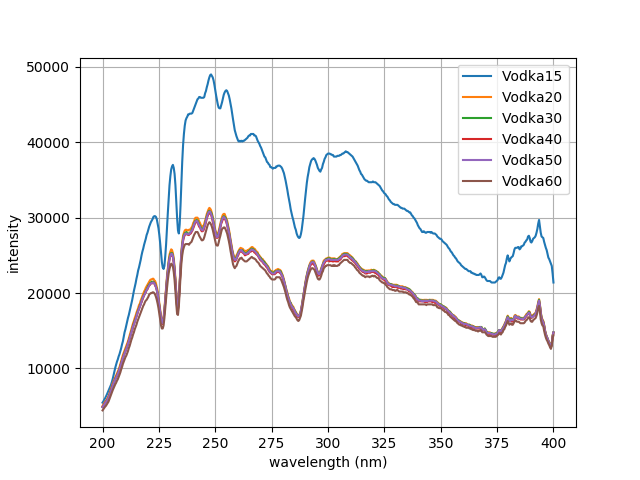 50000
40000
30000
20000
10000
intensity
200
225
250
275
300
325
350
375
400
wavelength (nm)
Vodka15
Vodka20
Vodka30
Vodka40
Vodka50
Vodka60